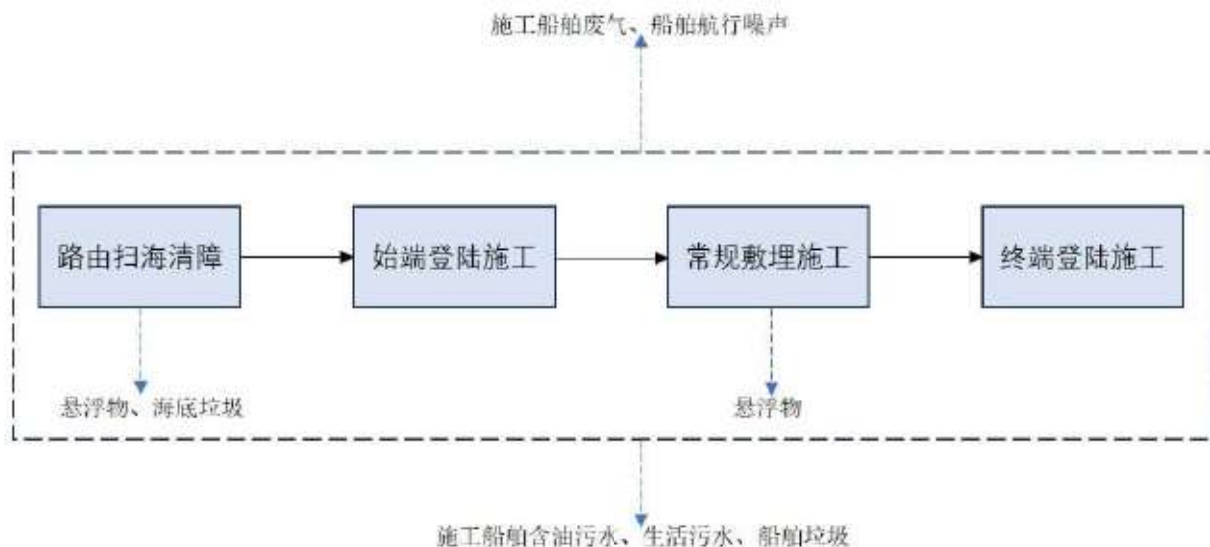 施工船舶废气、船舶航行噪声
路由扫海清障
始端登陆施工
常规敷埋施工
终端登陆施工
悬浮物、海底垃圾
悬浮物
施工船舶含油污水、生活污水、船舶垃圾